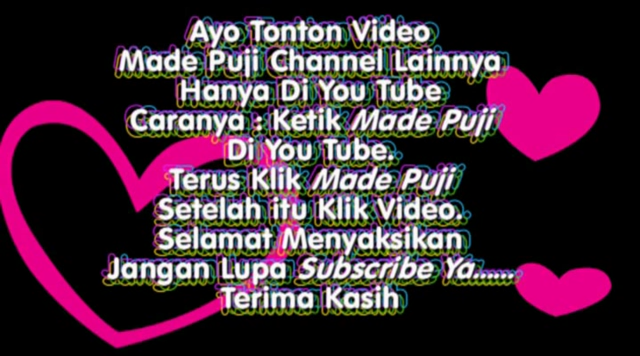 Ayo Tonton Video
Made Puji Channel Lainnya
Hanya Di You Tube
Caranya : Ketik Made Puji
Di You Tube.
Terus Klik Made Puji
Setelah itu Klik Video.
Selamat Menyaksikan
Jangan Lupa Subscribe Ya......
Terima Kasih